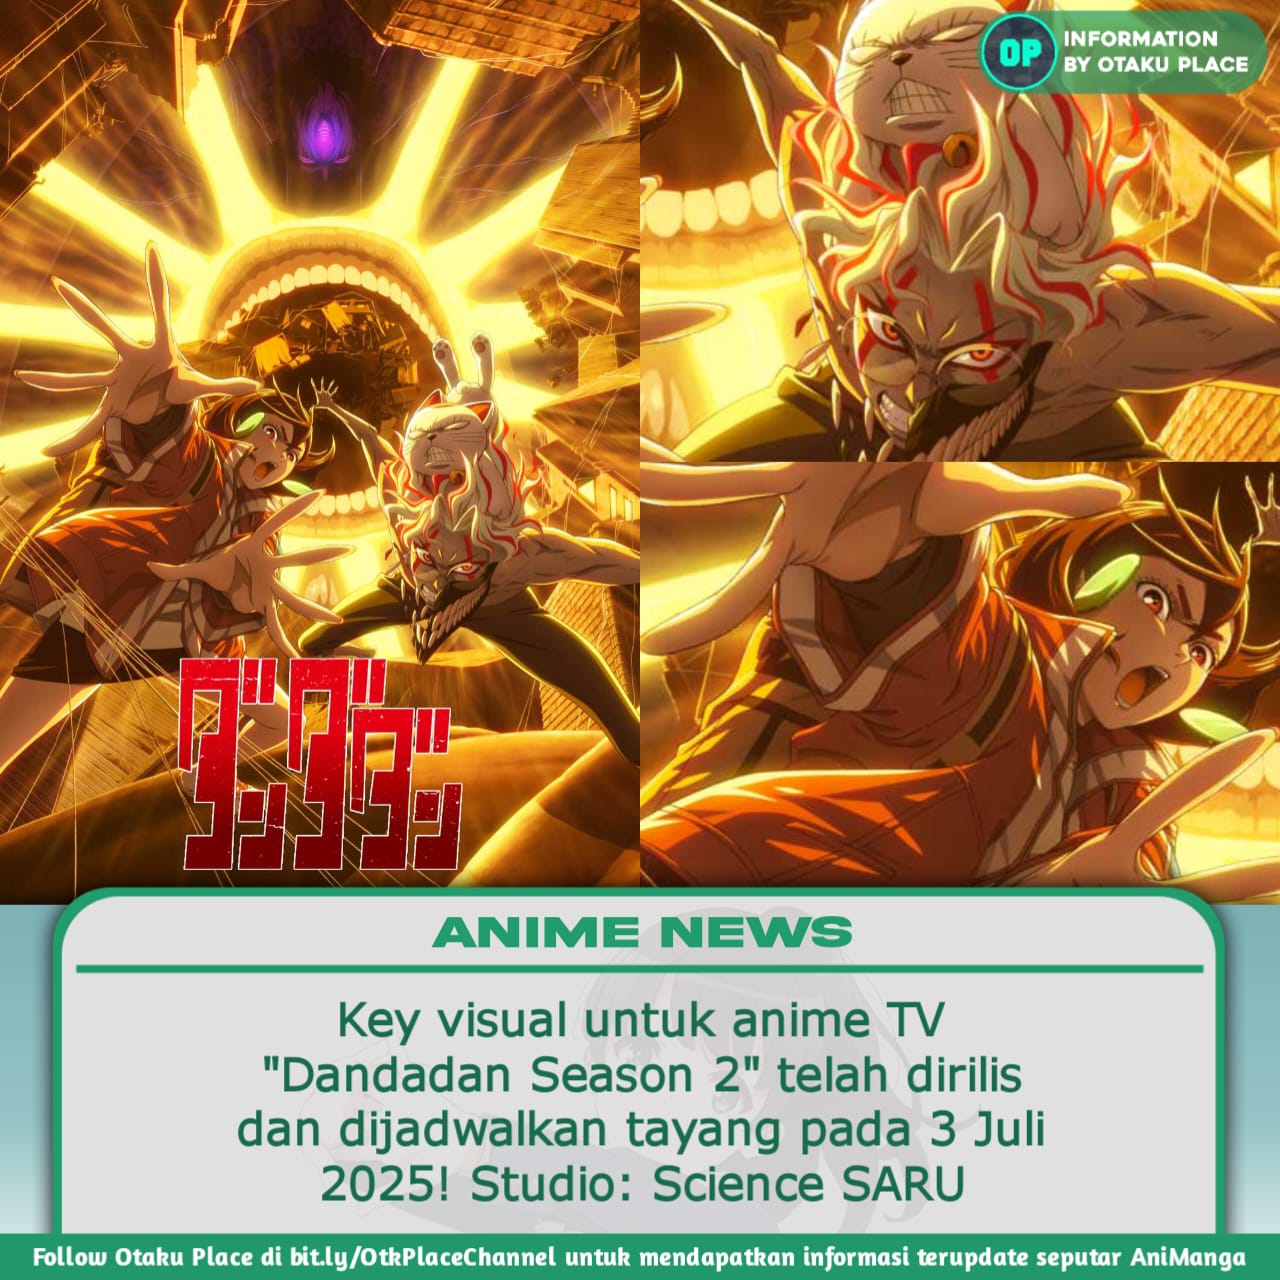 OP
INFORMATION
BY OTAKU PLACE
ダンダダン
ANIME NEWS
Key visual untuk anime TV
"Dandadan Season 2" telah dirilis
dan dijadwalkan tayang pada 3 Juli
2025! Studio: Science SARU
Follow Otaku Place di bit.ly/OtkPlaceChannel untuk mendapatkan informasi terupdate seputar AniManga